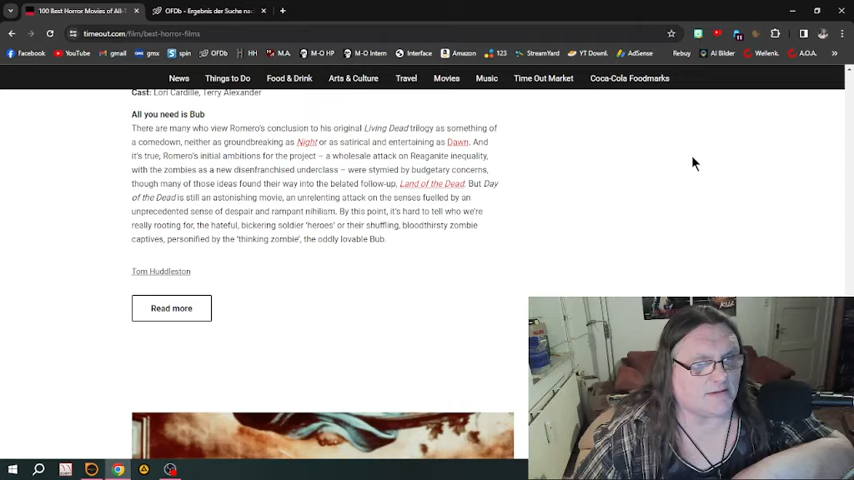 100 Best Horror Movies of All-T
OFDb - Ergebnis der Suche nac
timeout.com/film/best-horror-films
Facebook YouTube gmail gmx spin OFDb HH M.A. M-O HP M-O Intern Interface Amazon 123 StreamYard YT Downl. AdSense Rebuy AI Bilder Wellenk. A.O.A.
News Things to Do Food & Drink Arts & Culture Travel Movies Music Time Out Market Coca-Cola Foodmarks
Cast: Lori Cardille, Terry Alexander
All you need is Bub
There are many who view Romero's conclusion to his original Living Dead trilogy as something of
a comedown, neither as groundbreaking as Night or as satirical and entertaining as Dawn. And
it's true, Romero's initial ambitions for the project – a wholesale attack on Reaganite inequality,
with the zombies as a new disenfranchised underclass – were stymied by budgetary concerns,
though many of those ideas found their way into the belated follow-up, Land of the Dead. But Day
of the Dead is still an astonishing movie, an unrelenting attack on the senses fuelled by an
unprecedented sense of despair and rampant nihilism. By this point, it's hard to tell who we're
really rooting for, the hateful, bickering soldier 'heroes' or their shuffling, bloodthirsty zombie
captives, personified by the 'thinking zombie', the oddly lovable Bub.
Tom Huddleston
Read more